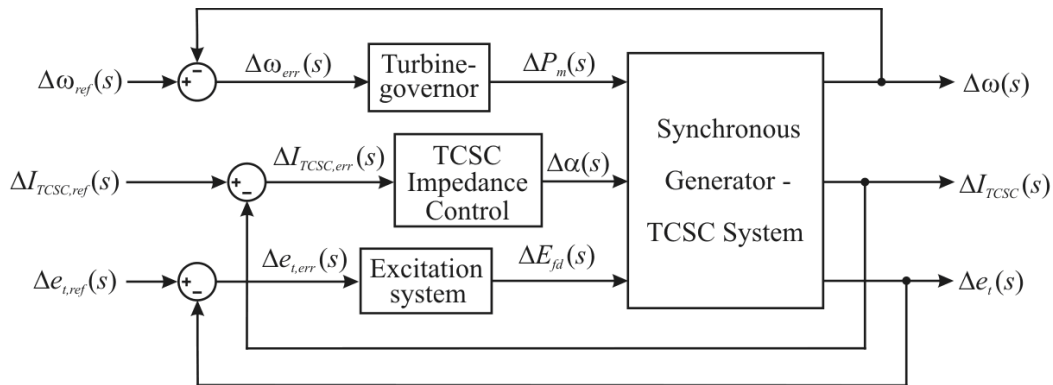 Δω_ref(s)
+
−
Δω_err(s)
Turbine-
governor
ΔP_m(s)
Δω(s)
Synchronous
Generator -
TCSC System
ΔI_TCSC,ref(s)
+
−
ΔI_TCSC,err(s)
TCSC
Impedance
Control
Δα(s)
ΔI_TCSC(s)
Δe_t,ref(s)
+
−
Δe_t,err(s)
Excitation
system
ΔE_fd(s)
Δe_t(s)